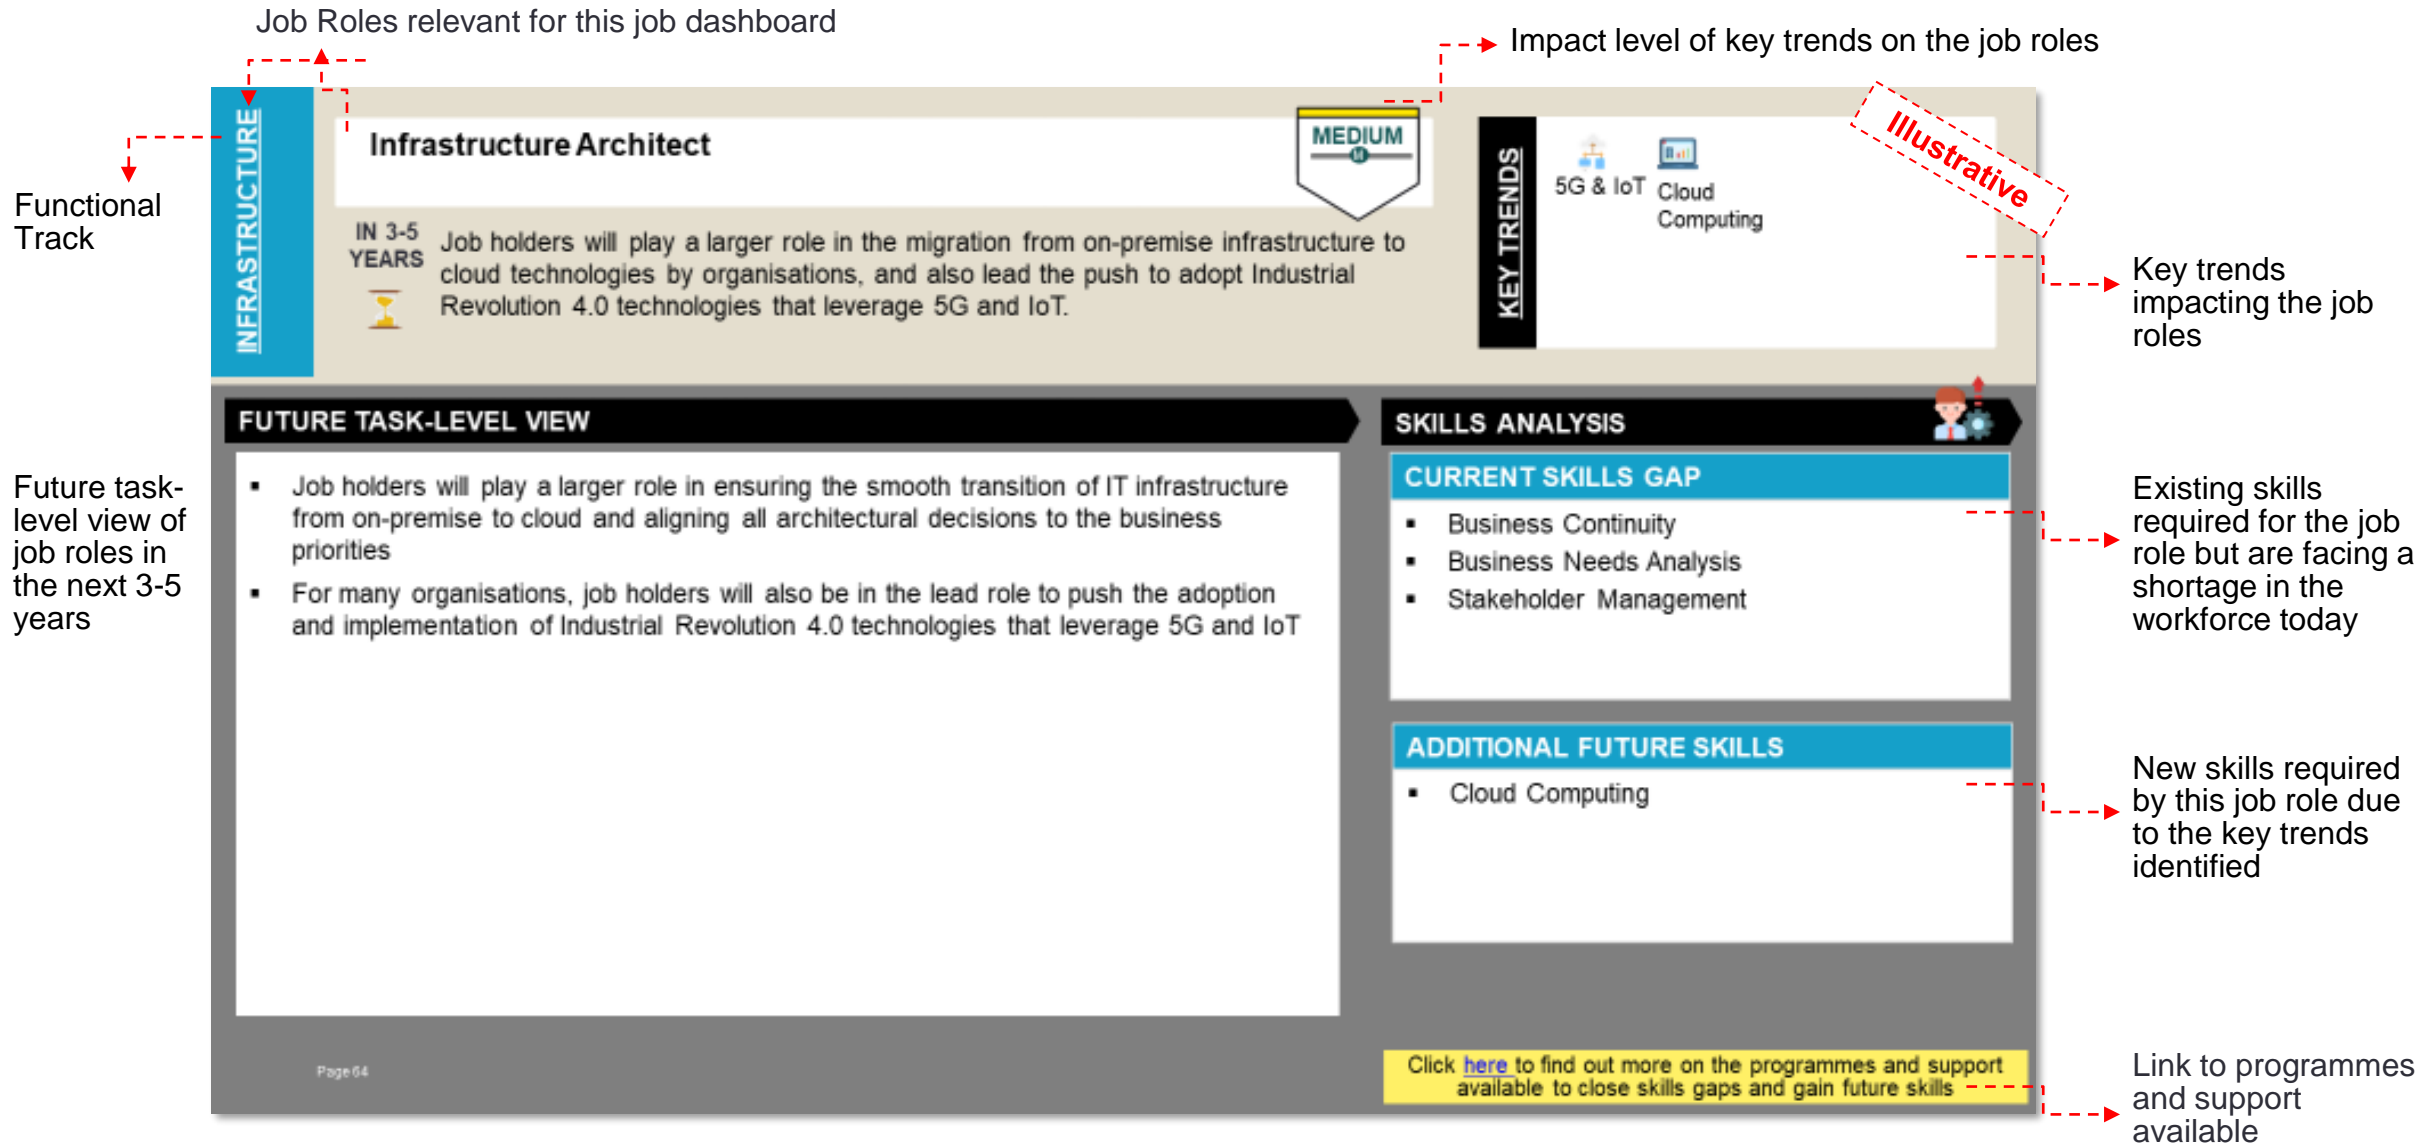 Job Roles relevant for this job dashboard
Impact level of key trends on the job roles
Functional
Track
INFRASTRUCTURE
Infrastructure Architect
MEDIUM
M
IN 3-5
YEARS
Job holders will play a larger role in the migration from on-premise infrastructure to
cloud technologies by organisations, and also lead the push to adopt Industrial
Revolution 4.0 technologies that leverage 5G and IoT.
KEY TRENDS
5G & IoT
Cloud
Computing
Illustrative
Key trends
impacting the job
roles
FUTURE TASK-LEVEL VIEW
Future task-
level view of
job roles in
the next 3-5
years
▪ Job holders will play a larger role in ensuring the smooth transition of IT infrastructure
from on-premise to cloud and aligning all architectural decisions to the business
priorities
▪ For many organisations, job holders will also be in the lead role to push the adoption
and implementation of Industrial Revolution 4.0 technologies that leverage 5G and IoT
SKILLS ANALYSIS
CURRENT SKILLS GAP
▪ Business Continuity
▪ Business Needs Analysis
▪ Stakeholder Management
Existing skills
required for the job
role but are facing a
shortage in the
workforce today
ADDITIONAL FUTURE SKILLS
▪ Cloud Computing
New skills required
by this job role due
to the key trends
identified
Page 64
Click here to find out more on the programmes and support
available to close skills gaps and gain future skills
Link to programmes
and support
available